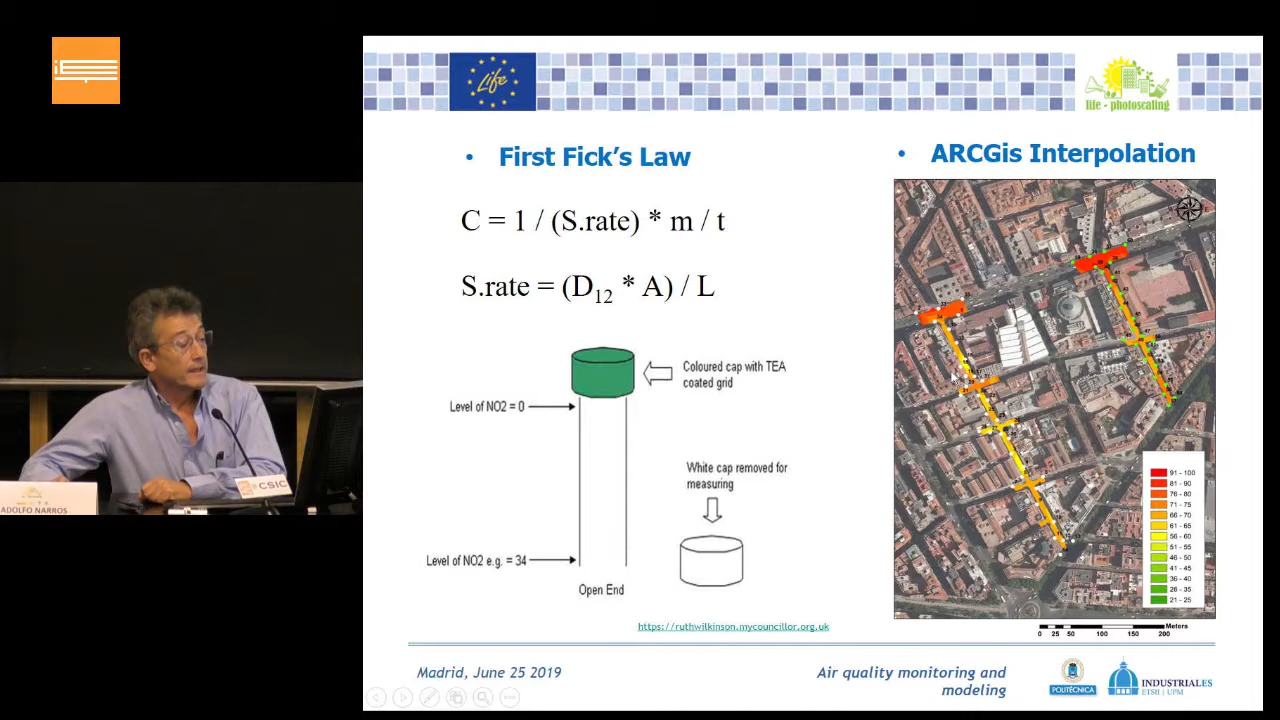 Life
life - photoscaling
• First Fick's Law
• ARCGis Interpolation
C = 1 / (S.rate) * m / t
S.rate = (D12 * A) / L
Coloured cap with TEA
coated grid
Level of NO2 = 0
White cap removed for
measuring
Level of NO2 e.g. = 34
Open End
https://ruthwilkinson.mycouncillor.org.uk
91 - 100
81 - 90
76 - 80
71 - 75
66 - 70
61 - 65
56 - 60
51 - 55
46 - 50
41 - 45
36 - 40
26 - 35
21 - 25
Meters
0 25 50 100 150 200
Madrid, June 25 2019
Air quality monitoring and
modeling
POLITÉCNICA
INDUSTRIALES
ETSII | UPM
CSIC
ADOLFO NARROS